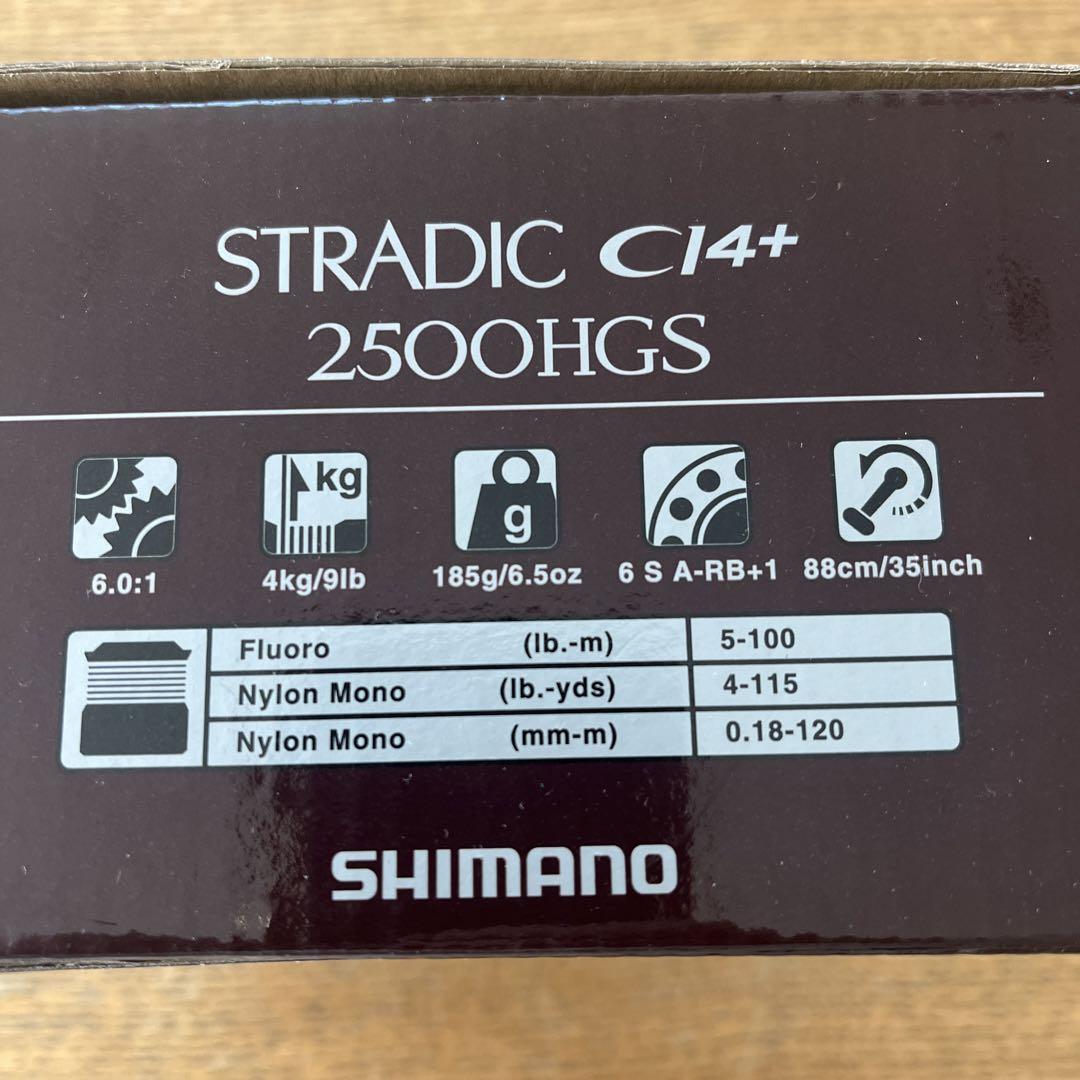 STRADIC CI4+
2500HGS
kg
g
6.0:1 4kg/9lb 185g/6.5oz 6 S A-RB+1 88cm/35inch
Fluoro (lb.-m) 5-100
Nylon Mono (lb.-yds) 4-115
Nylon Mono (mm-m) 0.18-120
SHIMANO